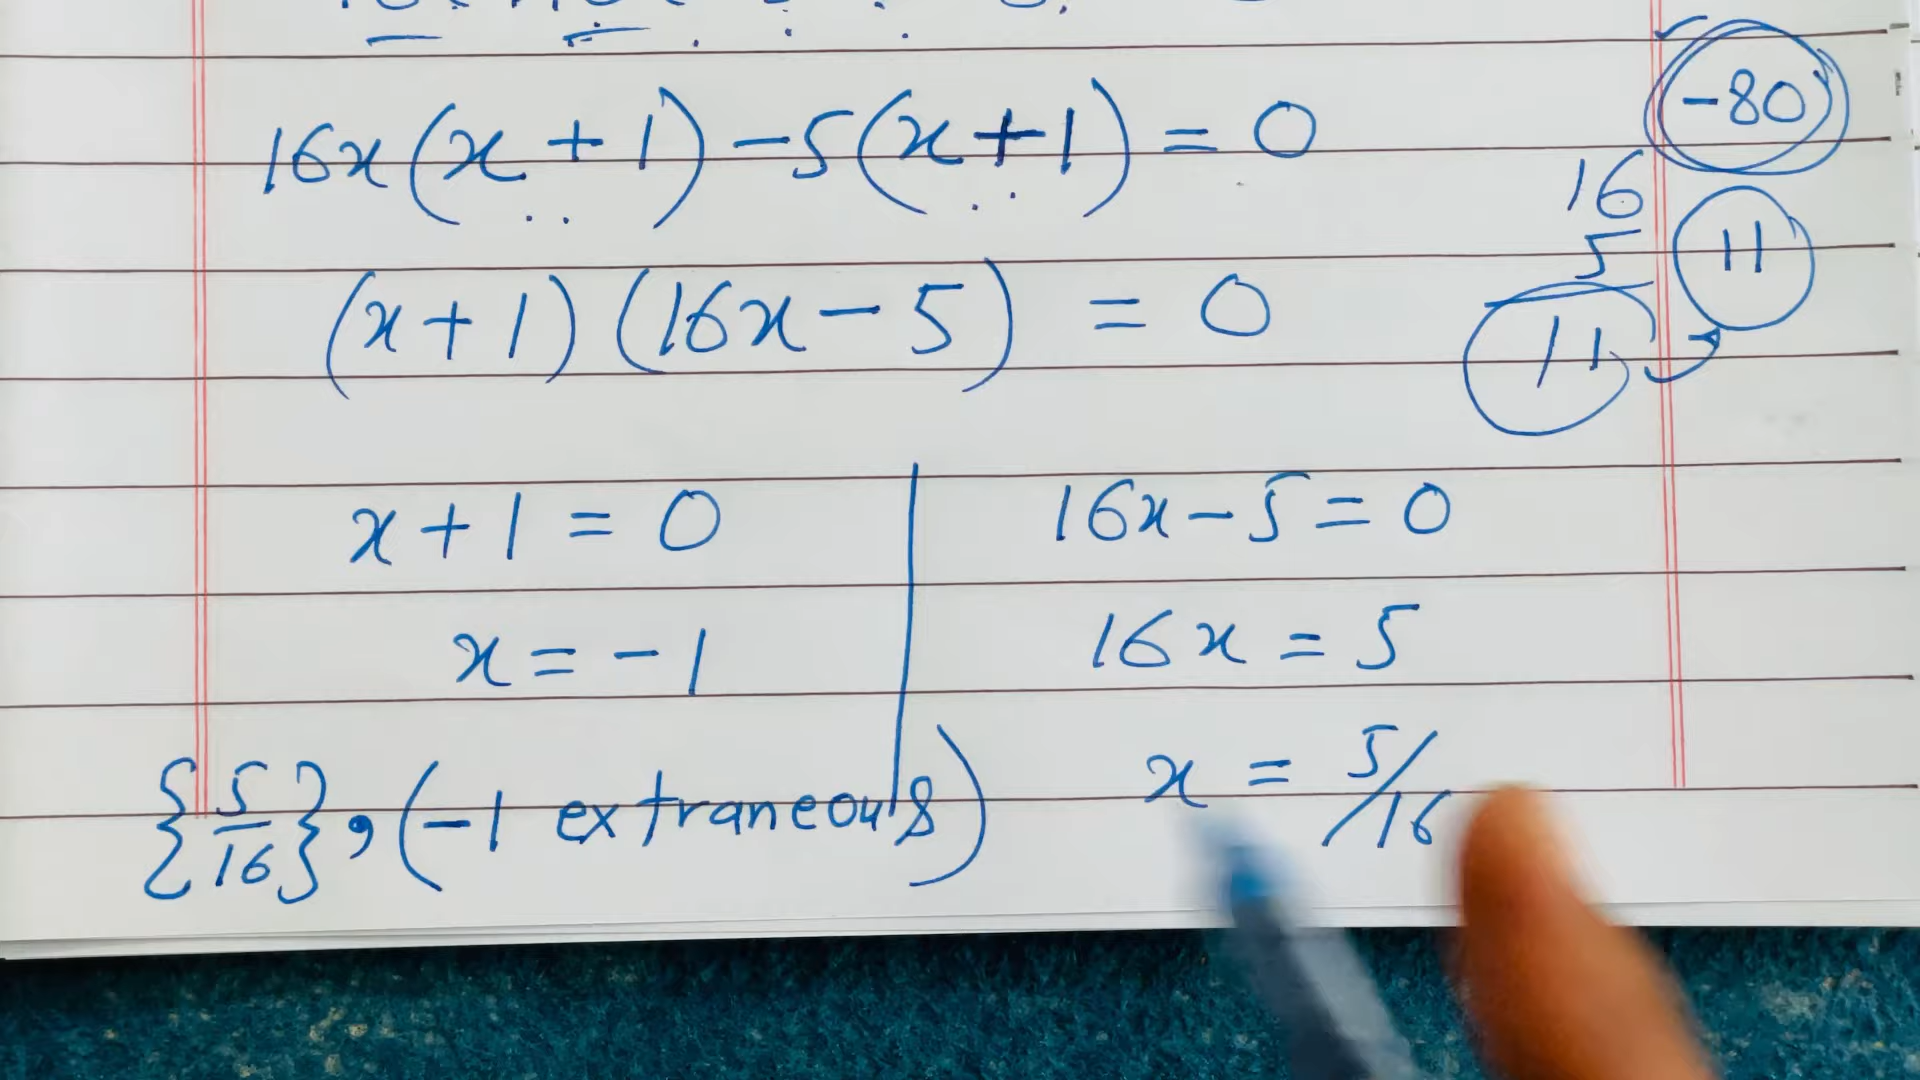 16x(x+1)-5(x+1)=0
-80
16
5
11
11
(x+1)(16x-5)=0
x+1=0
16x-5=0
x=-1
16x=5
x=5/16
{5/16}, (-1 extraneous)